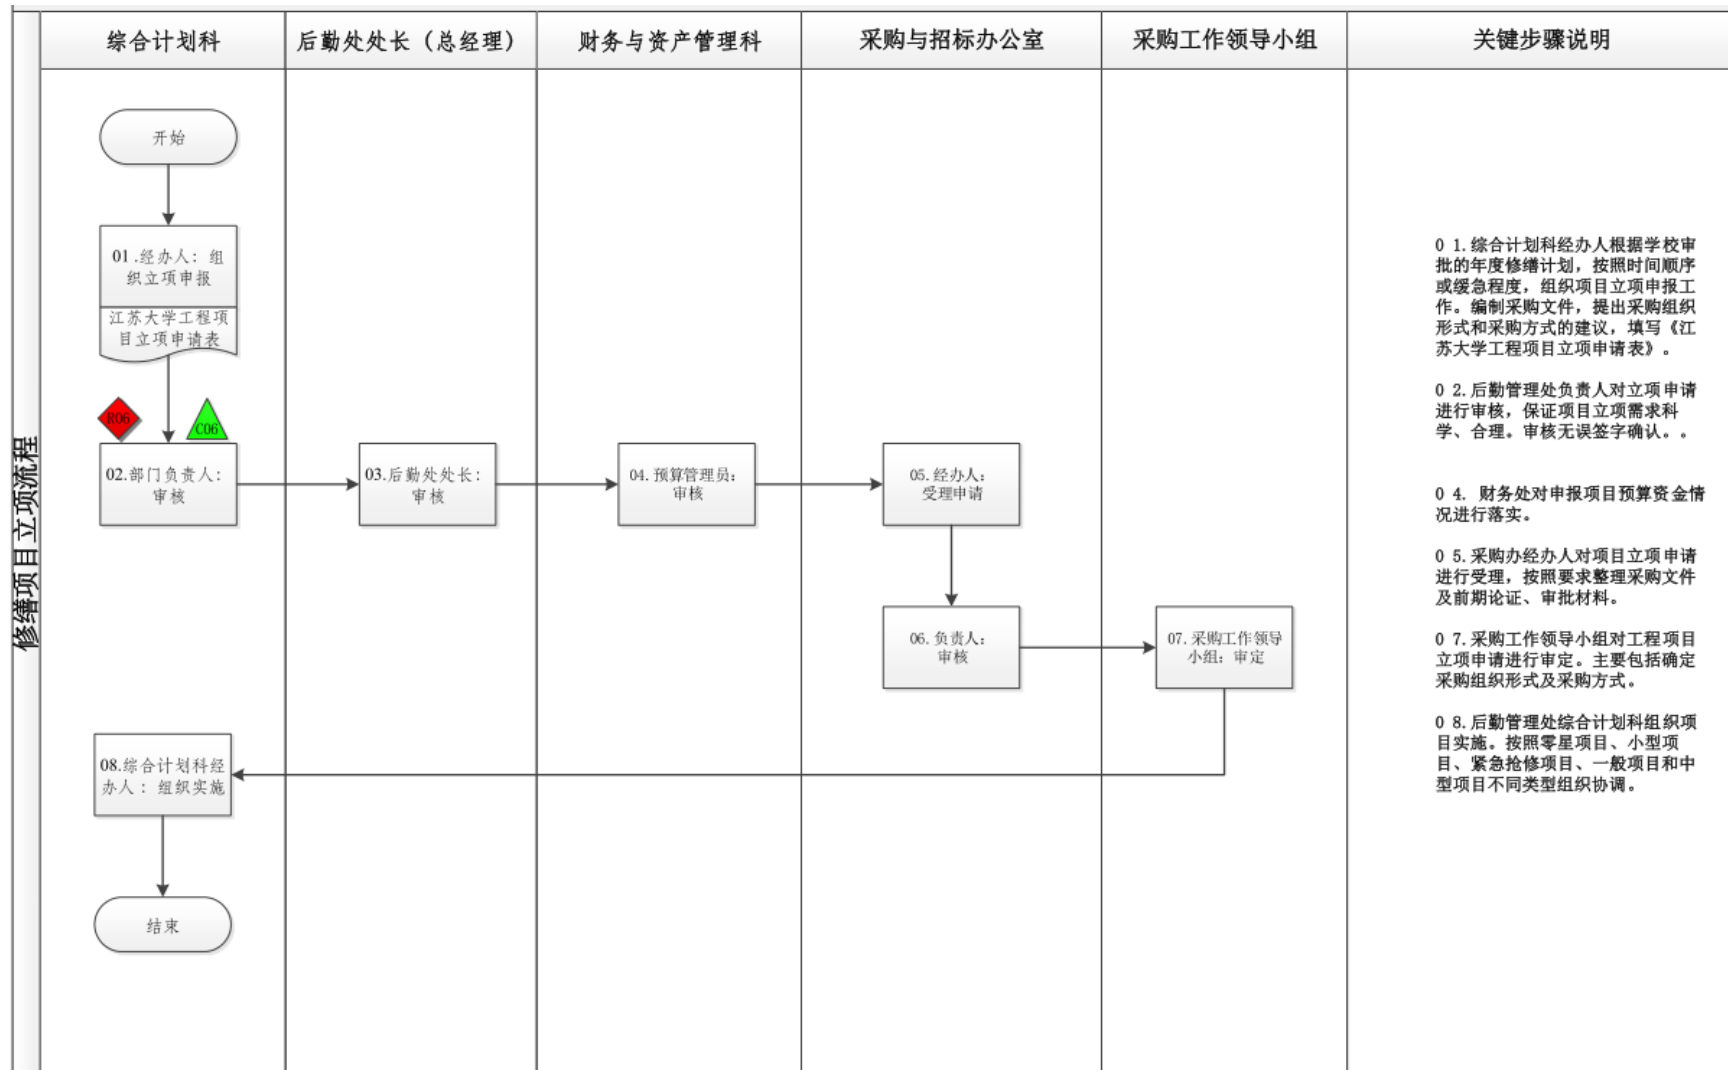 综合计划科
后勤处处长（总经理）
财务与资产管理科
采购与招标办公室
采购工作领导小组
关键步骤说明
修缮项目立项流程
开始
01.经办人：组
织立项申报
江苏大学工程项
目立项申请表
R06
C06
02.部门负责人：
审核
03.后勤处处长：
审核
04. 预算管理员：
审核
05. 经办人：
受理申请
06. 负责人：
审核
07. 采购工作领导
小组：审定
08.综合计划科经
办人：组织实施
结束
0 1.综合计划科经办人根据学校审
批的年度修缮计划，按照时间顺序
或缓急程度，组织项目立项申报工
作。编制采购文件，提出采购组织
形式和采购方式的建议，填写《江
苏大学工程项目立项申请表》。
0 2.后勤管理处负责人对立项申请
进行审核，保证项目立项需求科
学、合理。审核无误签字确认。。
0 4. 财务处对申报项目预算资金情
况进行落实。
0 5.采购办经办人对项目立项申请
进行受理，按照要求整理采购文件
及前期论证、审批材料。
0 7.采购工作领导小组对工程项目
立项申请进行审定。主要包括确定
采购组织形式及采购方式。
0 8.后勤管理处综合计划科组织项
目实施。按照零星项目、小型项
目、紧急抢修项目、一般项目和中
型项目不同类型组织协调。